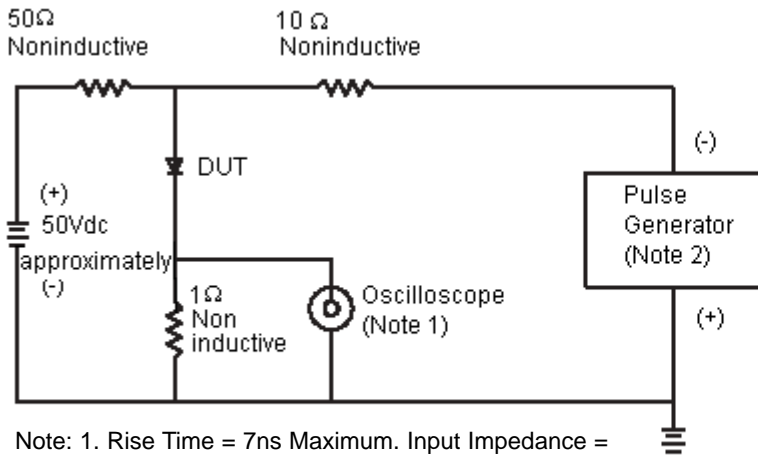 50Ω
Noninductive
10 Ω
Noninductive
DUT
(+)
50Vdc
approximately
(-)
1Ω
Non
inductive
Oscilloscope
(Note 1)
(-)
Pulse
Generator
(Note 2)
(+)
Note: 1. Rise Time = 7ns Maximum. Input Impedance =